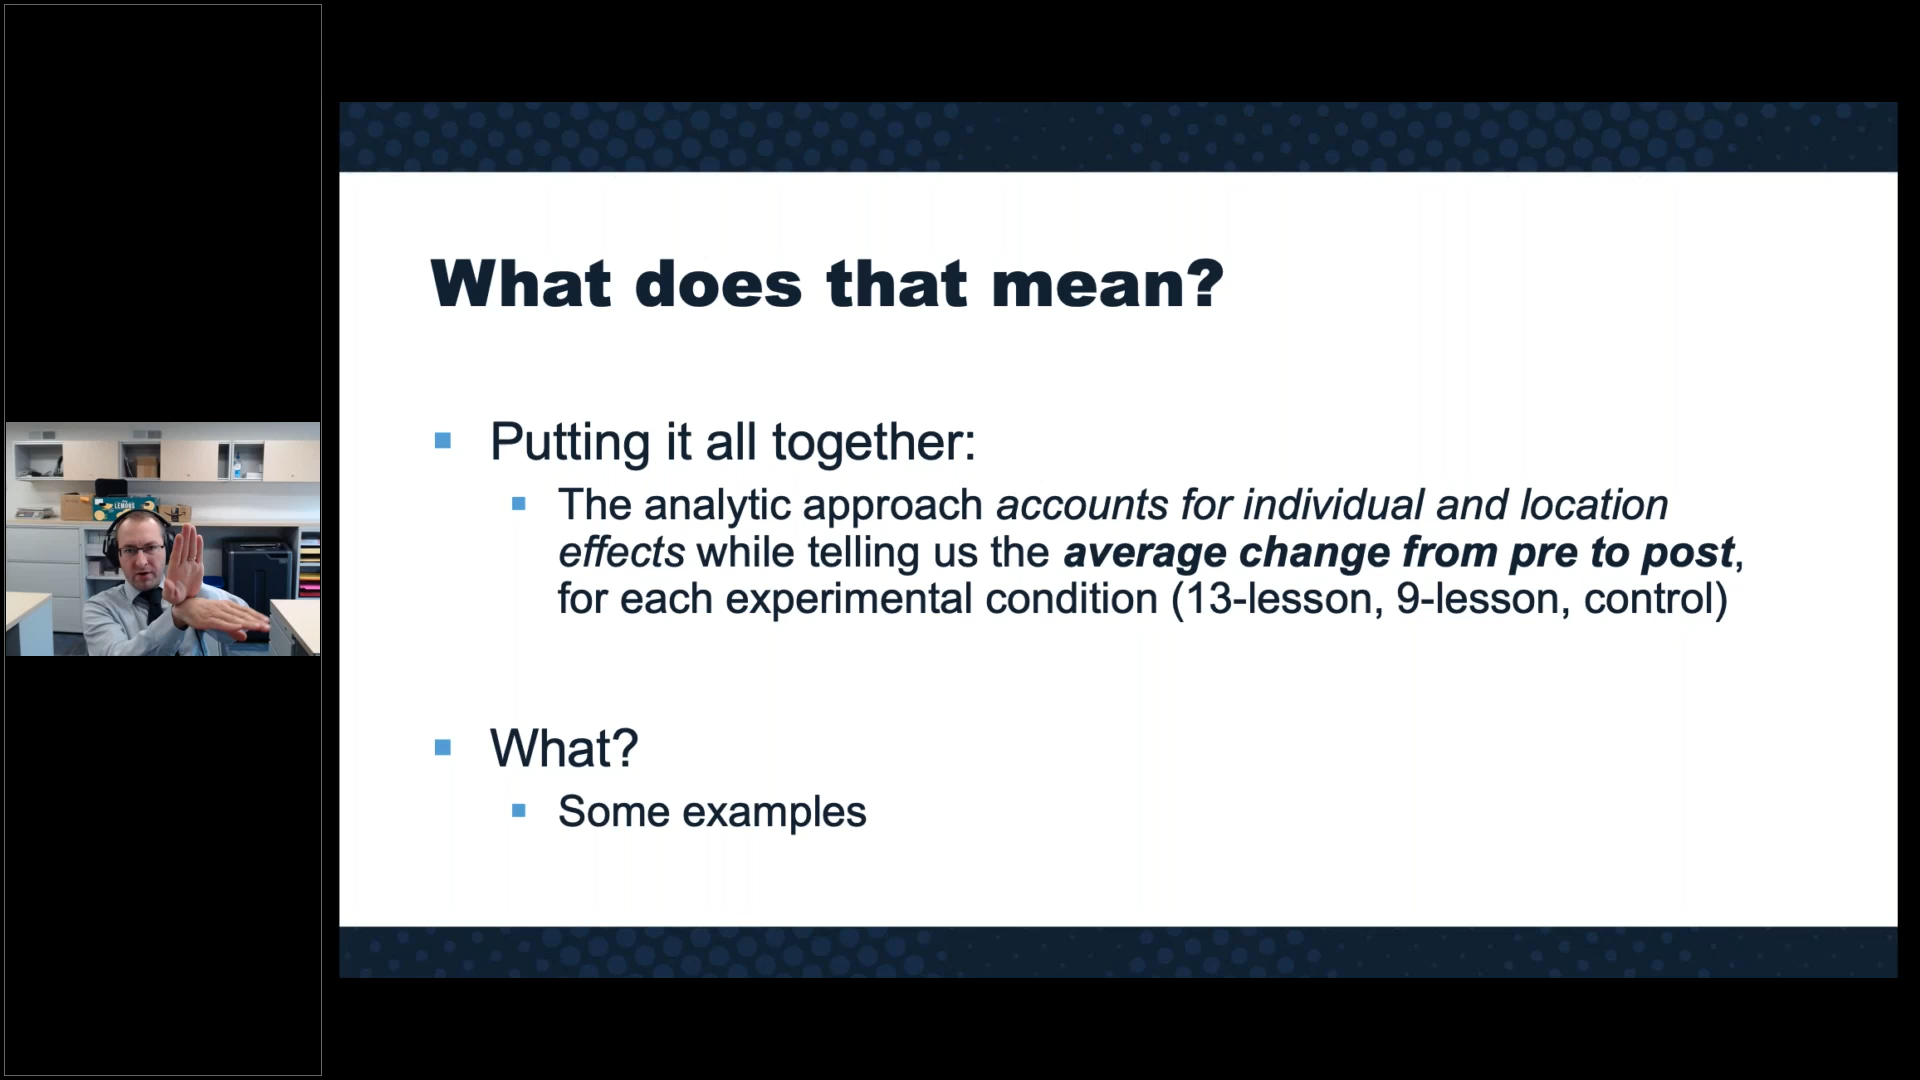 What does that mean?
Putting it all together:
The analytic approach accounts for individual and location
effects while telling us the average change from pre to post,
for each experimental condition (13-lesson, 9-lesson, control)
What?
Some examples
LEMONS